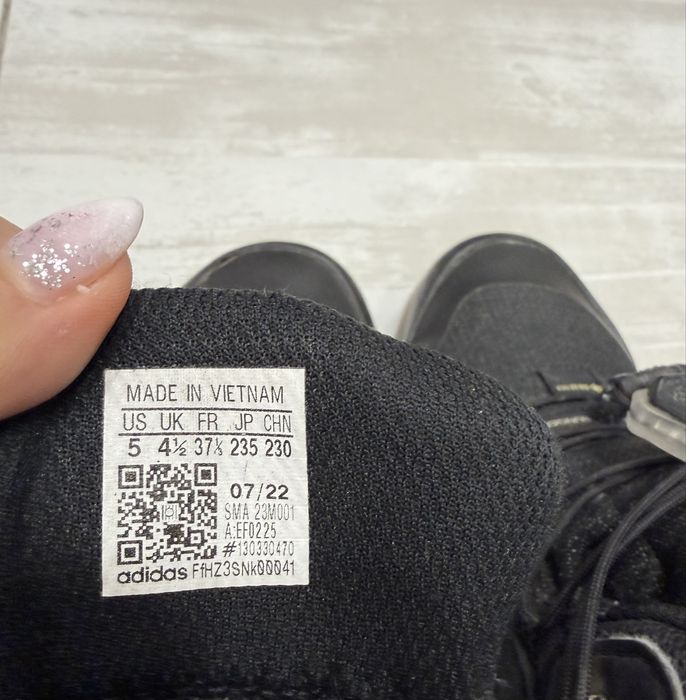 MADE IN VIETNAM
US UK FR JP CHN
5 4½ 37⅓ 235 230
07/22
SMA 23M001
A:EF0225
#130330470
adidas FfHZ3SNk00041